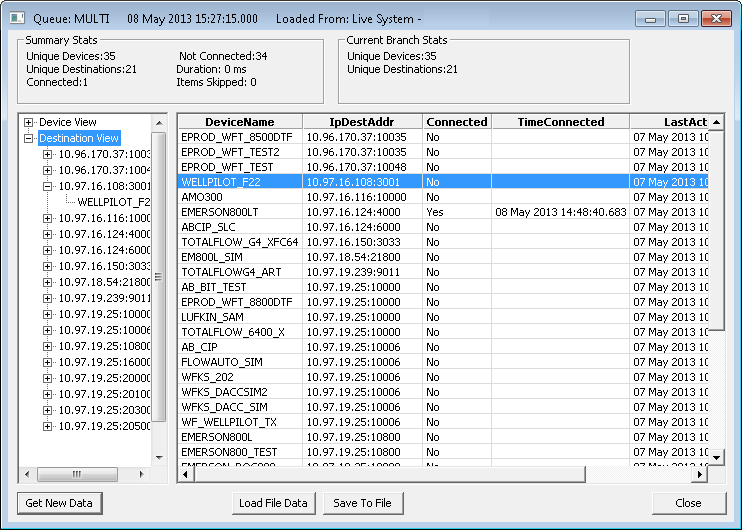 Queue: MULTI 08 May 2013 15:27:15.000 Loaded From: Live System -
Summary Stats
Unique Devices:35 Not Connected:34
Unique Destinations:21 Duration: 0 ms
Connected:1 Items Skipped: 0
Current Branch Stats
Unique Devices:35
Unique Destinations:21
Device View
Destination View
10.96.170.37:1003
10.96.170.37:1004
10.97.16.108:3001
WELLPILOT_F2
10.97.16.116:1000
10.97.16.124:4000
10.97.16.124:6000
10.97.16.150:3033
10.97.18.54:21800
10.97.19.239:9011
10.97.19.25:10000
10.97.19.25:10006
10.97.19.25:10800
10.97.19.25:16000
10.97.19.25:20000
10.97.19.25:20100
10.97.19.25:20300
10.97.19.25:20500
DeviceName IpDestAddr Connected TimeConnected LastAct
EPROD_WFT_8500DTF 10.96.170.37:10035 No 07 May 2013 10
EPROD_WFT_TEST2 10.96.170.37:10035 No 07 May 2013 10
EPROD_WFT_TEST 10.96.170.37:10048 No 07 May 2013 10
WELLPILOT_F22 10.97.16.108:3001 No 07 May 2013 10
AMO300 10.97.16.116:10000 No 07 May 2013 10
EMERSON800LT 10.97.16.124:4000 Yes 08 May 2013 14:48:40.683 07 May 2013 10
ABCIP_SLC 10.97.16.124:6000 No 07 May 2013 10
TOTALFLOW_G4_XFC64 10.97.16.150:3033 No 07 May 2013 10
EM800L_SIM 10.97.18.54:21800 No 07 May 2013 10
TOTALFLOWG4_ART 10.97.19.239:9011 No 07 May 2013 10
AB_BIT_TEST 10.97.19.25:10000 No 07 May 2013 10
EPROD_WFT_8800DTF 10.97.19.25:10000 No 07 May 2013 10
LUFKIN_SAM 10.97.19.25:10000 No 07 May 2013 10
TOTALFLOW_6400_X 10.97.19.25:10000 No 07 May 2013 10
AB_CIP 10.97.19.25:10006 No 07 May 2013 10
FLOWAUTO_SIM 10.97.19.25:10006 No 07 May 2013 10
WFKS_202 10.97.19.25:10006 No 07 May 2013 10
WFKS_DACCSIM2 10.97.19.25:10006 No 07 May 2013 10
WFKS_DACC_SIM 10.97.19.25:10006 No 07 May 2013 10
WF_WELLPILOT_TX 10.97.19.25:10006 No 07 May 2013 10
EMERSON800L 10.97.19.25:10800 No 07 May 2013 10
EMERSON800_TEST 10.97.19.25:10800 No 07 May 2013 10
Get New Data Load File Data Save To File Close